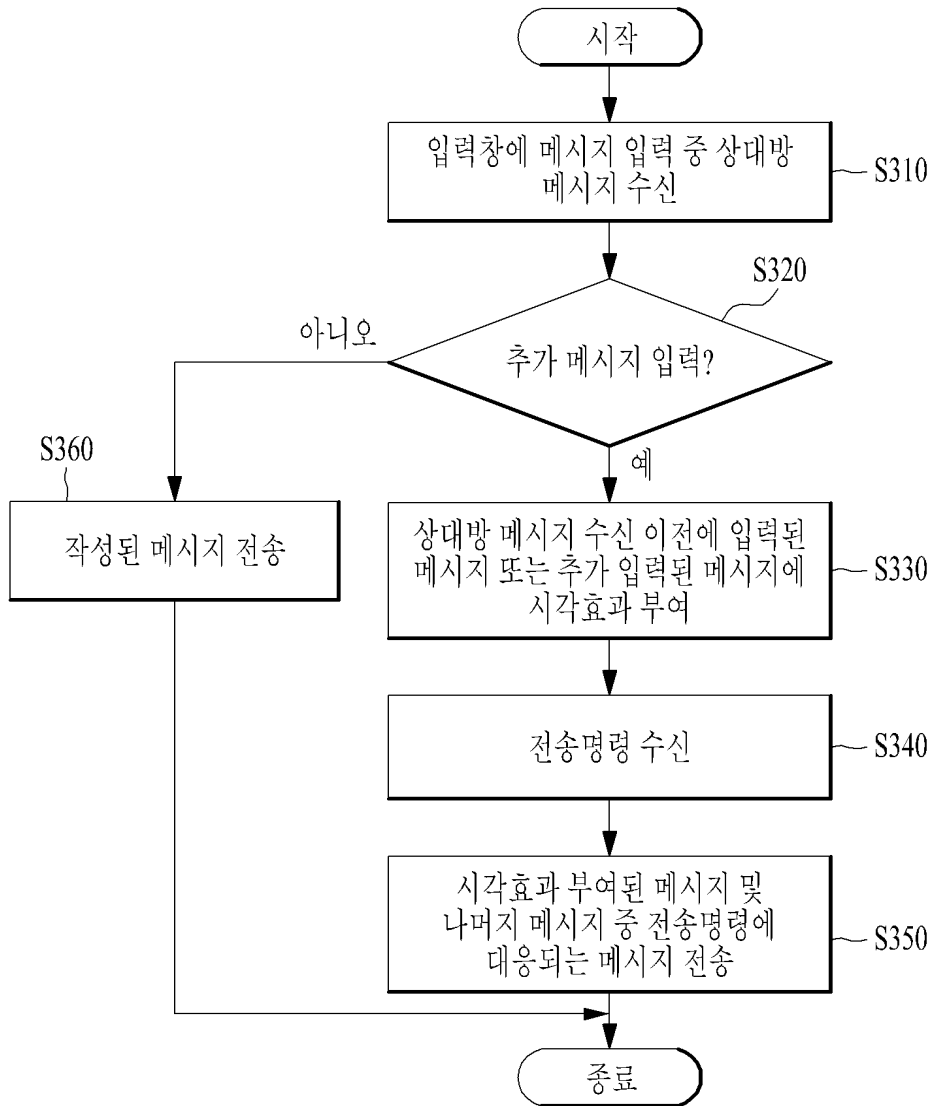 시작
입력창에 메시지 입력 중 상대방
메시지 수신
S310
S320
추가 메시지 입력?
아니오
예
S360
작성된 메시지 전송
상대방 메시지 수신 이전에 입력된
메시지 또는 추가 입력된 메시지에
시각효과 부여
S330
전송명령 수신
S340
시각효과 부여된 메시지 및
나머지 메시지 중 전송명령에
대응되는 메시지 전송
S350
종료